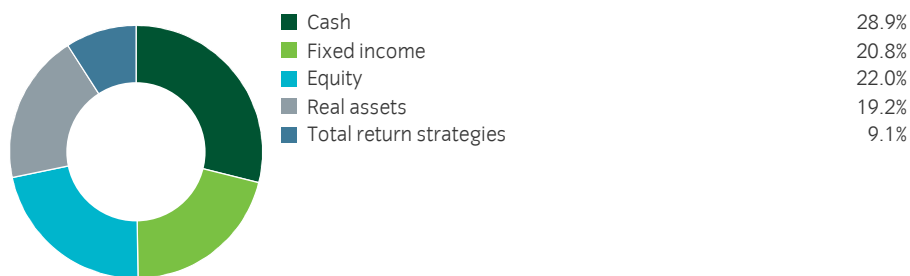 Cash 28.9%
Fixed income 20.8%
Equity 22.0%
Real assets 19.2%
Total return strategies 9.1%